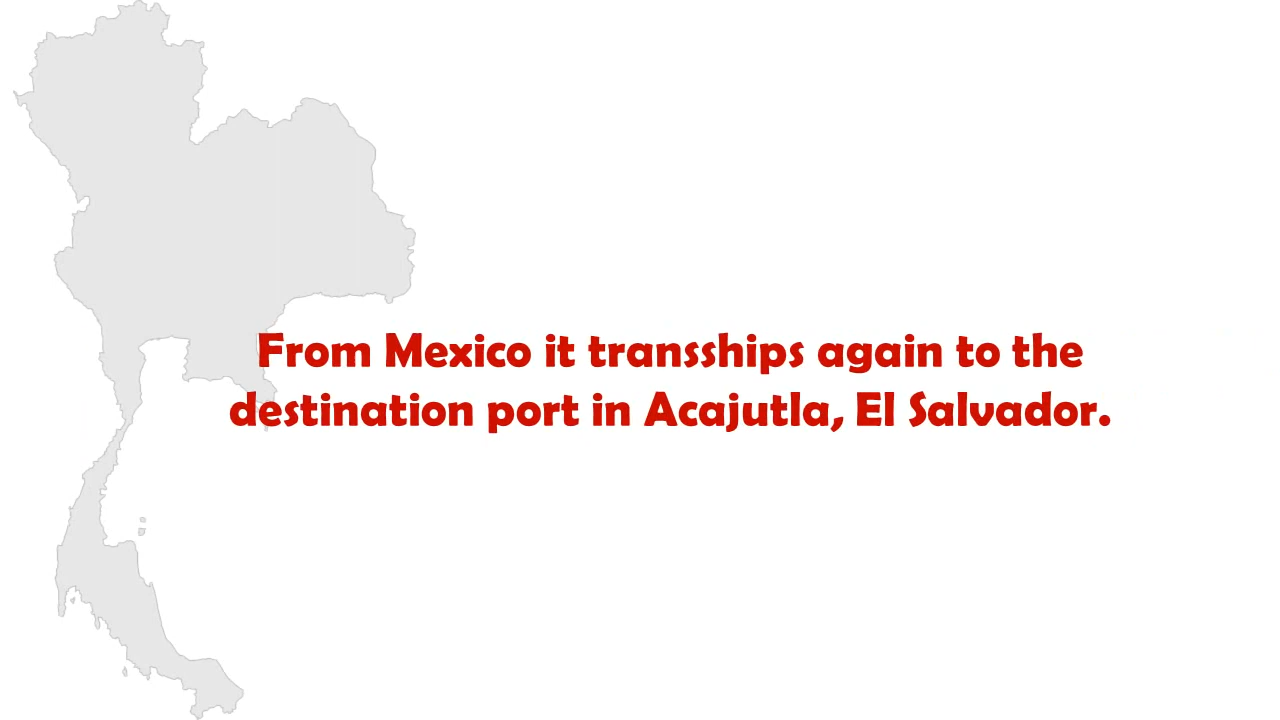 From Mexico it transships again to the
destination port in Acajutla, El Salvador.